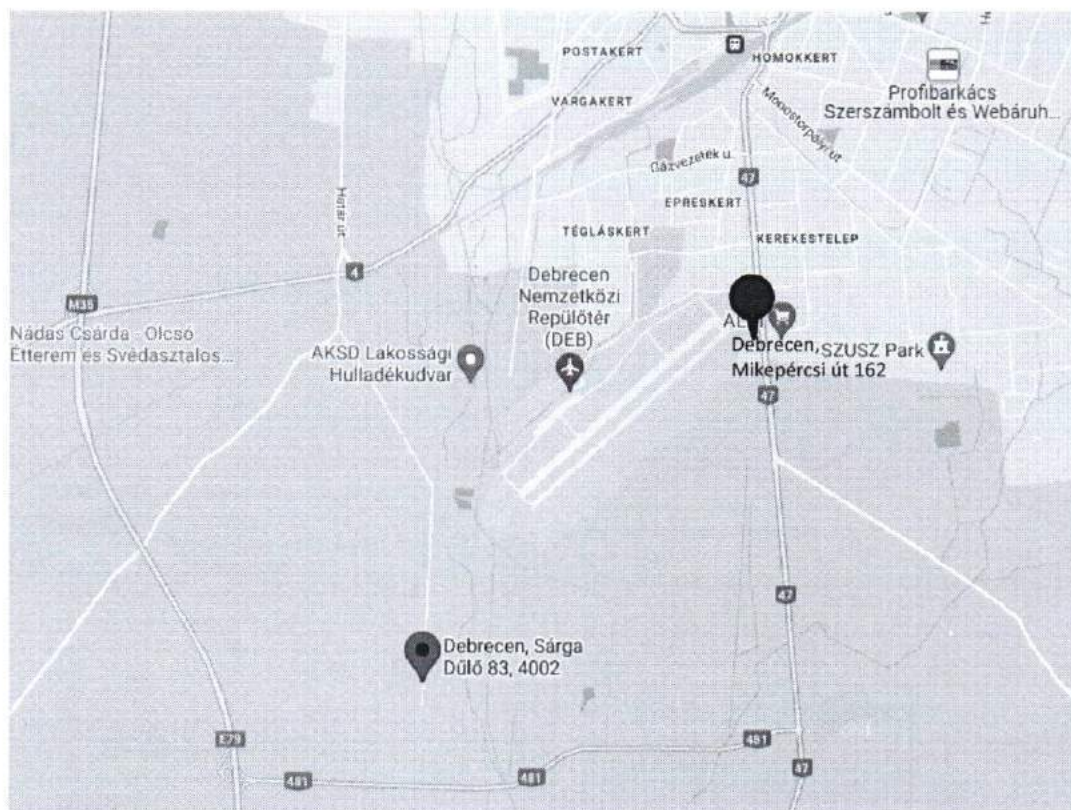 POSTAKERT
HOMOKKERT
VARGAKERT
Profibarkács
Szerszámbolt és Webáruh...
Monostorpályi út
Gázvezeték u.
47
Határ út
EPRESKERT
TÉGLÁSKERT
KEREKESTELEP
4
M35
Debrecen
Nemzetközi
Repülőtér
(DEB)
Nádas Csárda - Olcsó
Étterem és Svédasztalos...
AKSD Lakossági
Hulladékudvar
Debrecen,
Mikepércsi út 162
SZUSZ Park
47
47
Debrecen, Sárga
Dűlő 83, 4002
E79
481
481
481
47